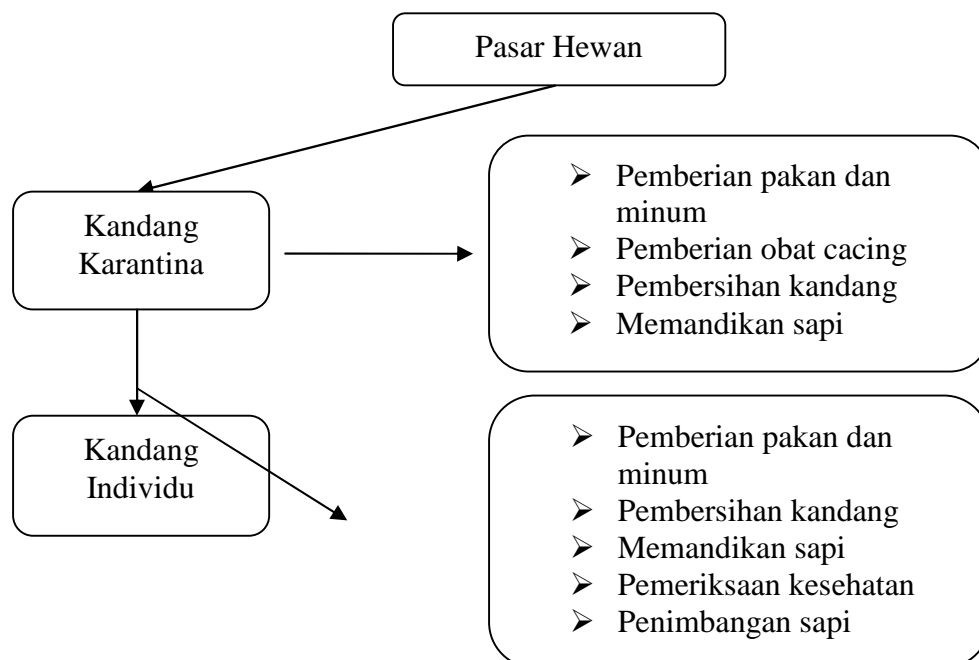 Pasar Hewan
Kandang
Karantina
➢ Pemberian pakan dan
minum
➢ Pemberian obat cacing
➢ Pembersihan kandang
➢ Memandikan sapi
Kandang
Individu
➢ Pemberian pakan dan
minum
➢ Pembersihan kandang
➢ Memandikan sapi
➢ Pemeriksaan kesehatan
➢ Penimbangan sapi